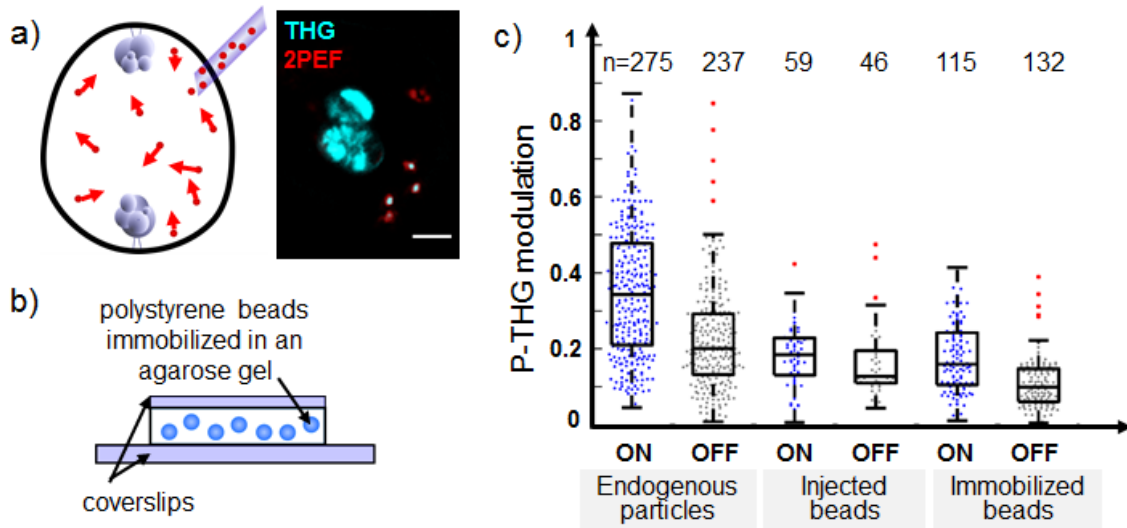 a)
THG
2PEF
b)
polystyrene beads
immobilized in an
agarose gel
coverslips
c)
P-THG modulation
1
0.8
0.6
0.4
0.2
0
n=275 237 59 46 115 132
ON OFF ON OFF ON OFF
Endogenous
particles
Injected
beads
Immobilized
beads